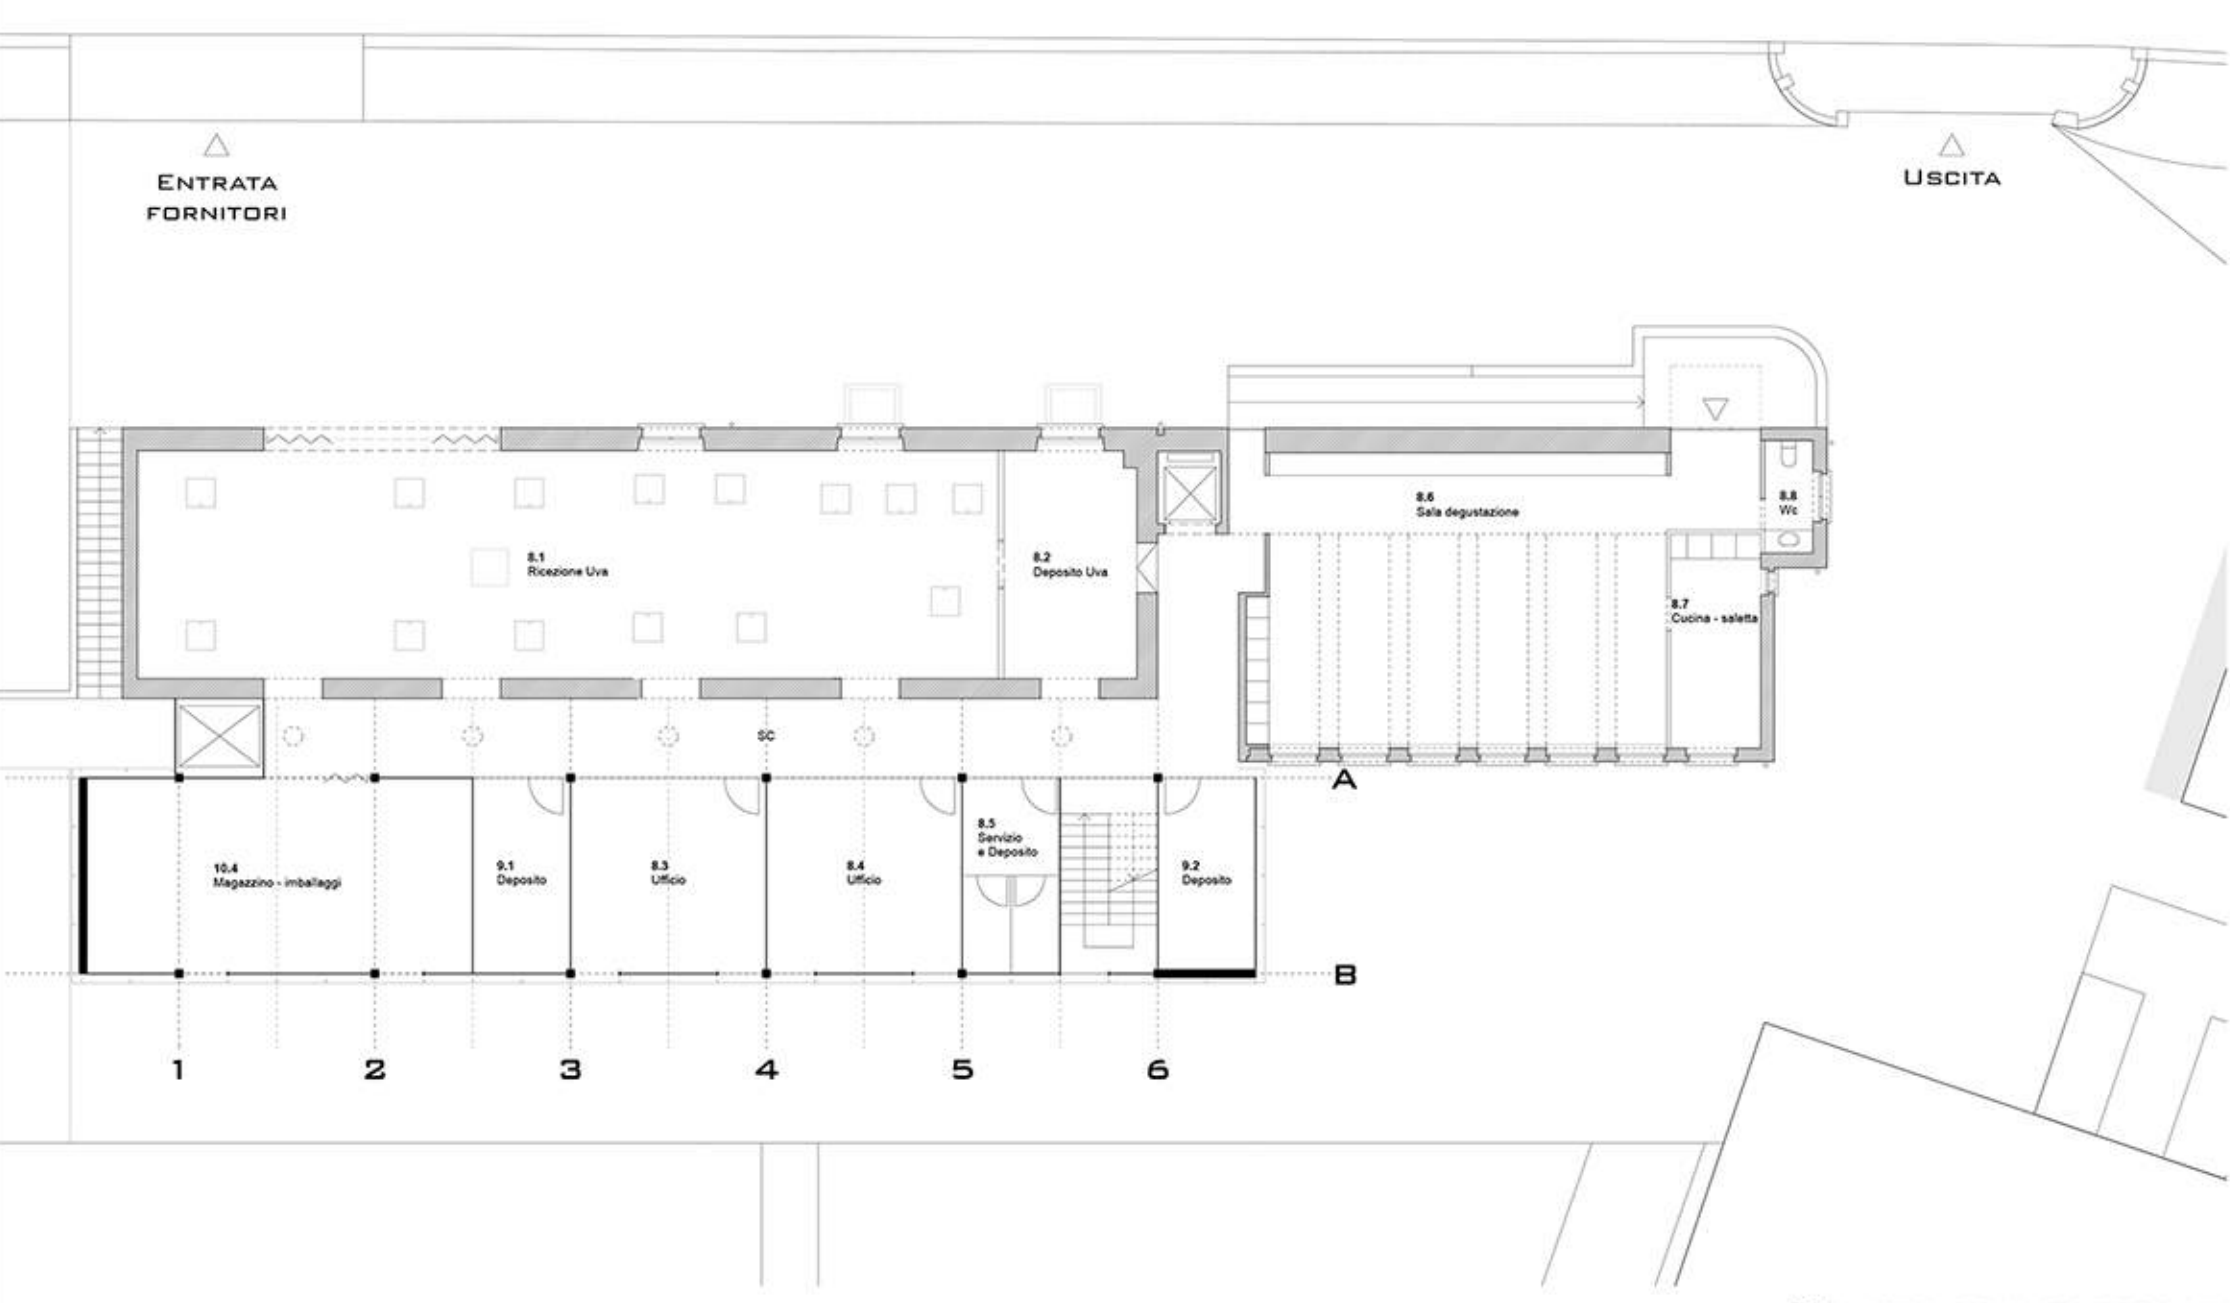 ENTRATA
FORNITORI
USCITA
8.6
Sala degustazione
8.8
Wc
8.1
Ricezione Uva
8.2
Deposito Uva
8.7
Cucina - saletta
SC
A
8.5
Servizio
e Deposito
10.4
Magazzino - imballaggi
9.1
Deposito
8.3
Ufficio
8.4
Ufficio
9.2
Deposito
B
1
2
3
4
5
6